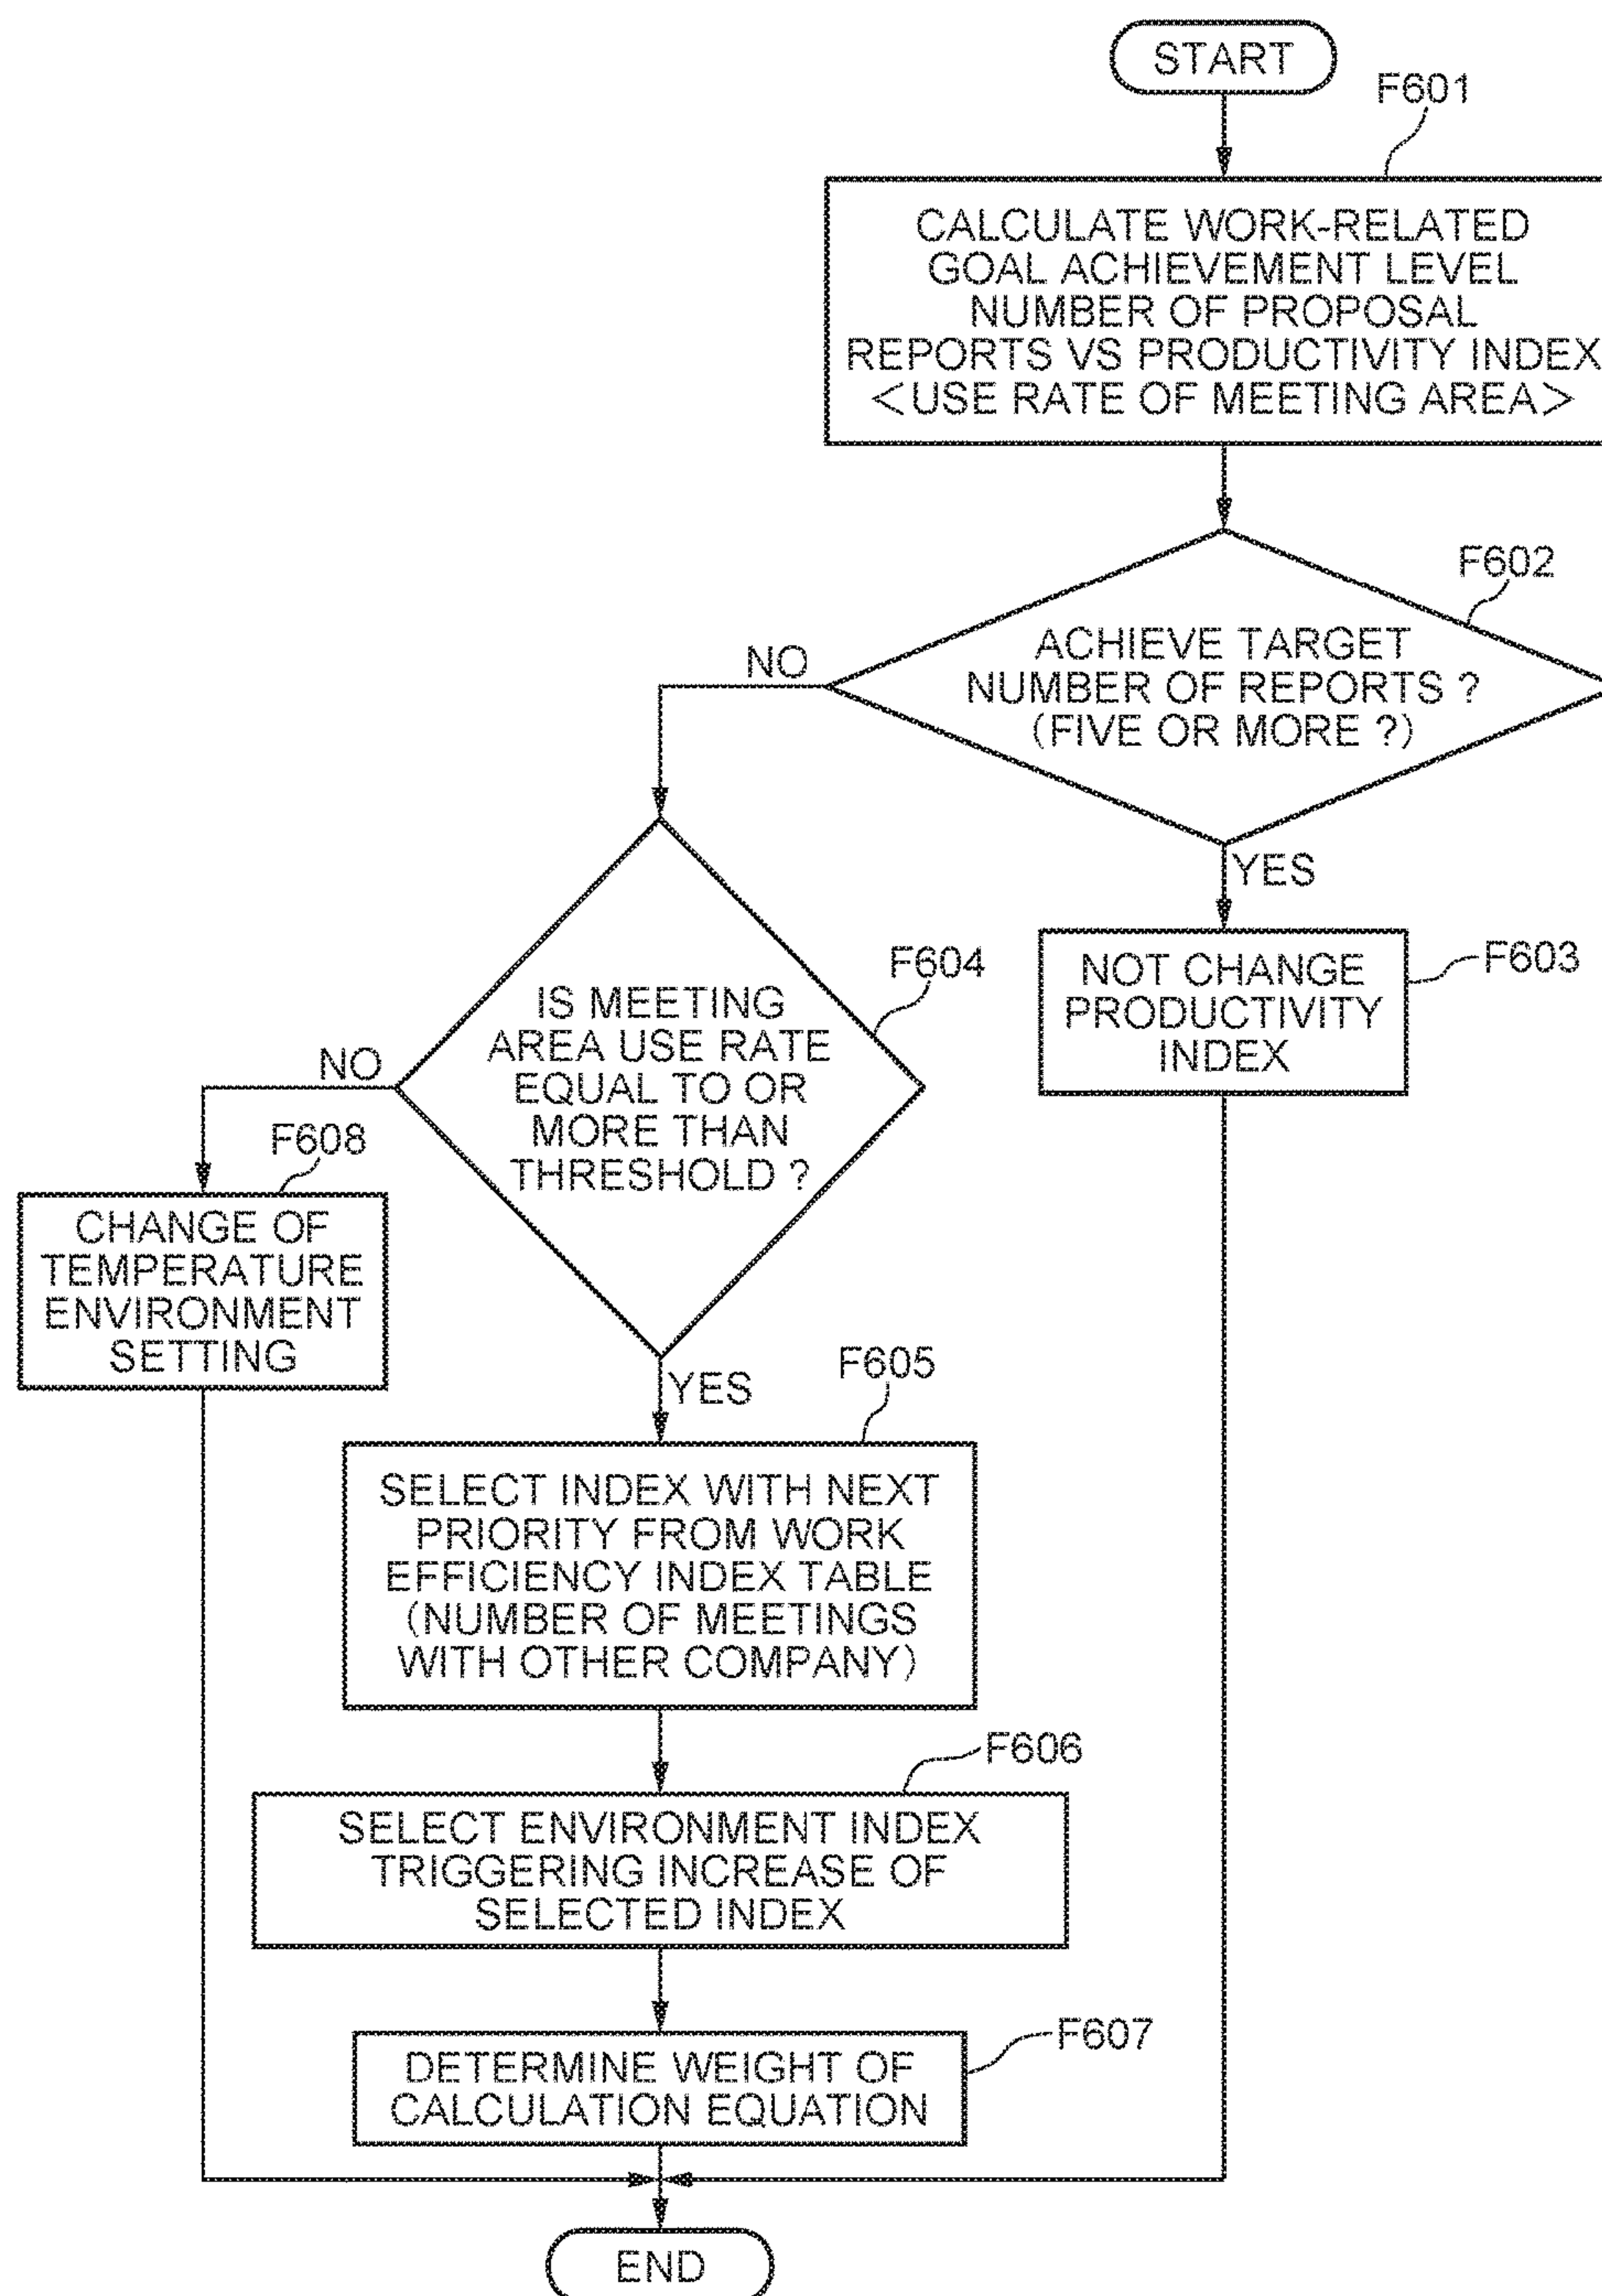 START
F601
CALCULATE WORK-RELATED
GOAL ACHIEVEMENT LEVEL
NUMBER OF PROPOSAL
REPORTS VS PRODUCTIVITY INDEX
<USE RATE OF MEETING AREA>
F602
ACHIEVE TARGET
NUMBER OF REPORTS ?
(FIVE OR MORE ?)
NO
YES
F603
NOT CHANGE
PRODUCTIVITY
INDEX
F604
IS MEETING
AREA USE RATE
EQUAL TO OR
MORE THAN
THRESHOLD ?
NO
F608
CHANGE OF
TEMPERATURE
ENVIRONMENT
SETTING
YES
F605
SELECT INDEX WITH NEXT
PRIORITY FROM WORK
EFFICIENCY INDEX TABLE
(NUMBER OF MEETINGS
WITH OTHER COMPANY)
F606
SELECT ENVIRONMENT INDEX
TRIGGERING INCREASE OF
SELECTED INDEX
F607
DETERMINE WEIGHT OF
CALCULATION EQUATION
END